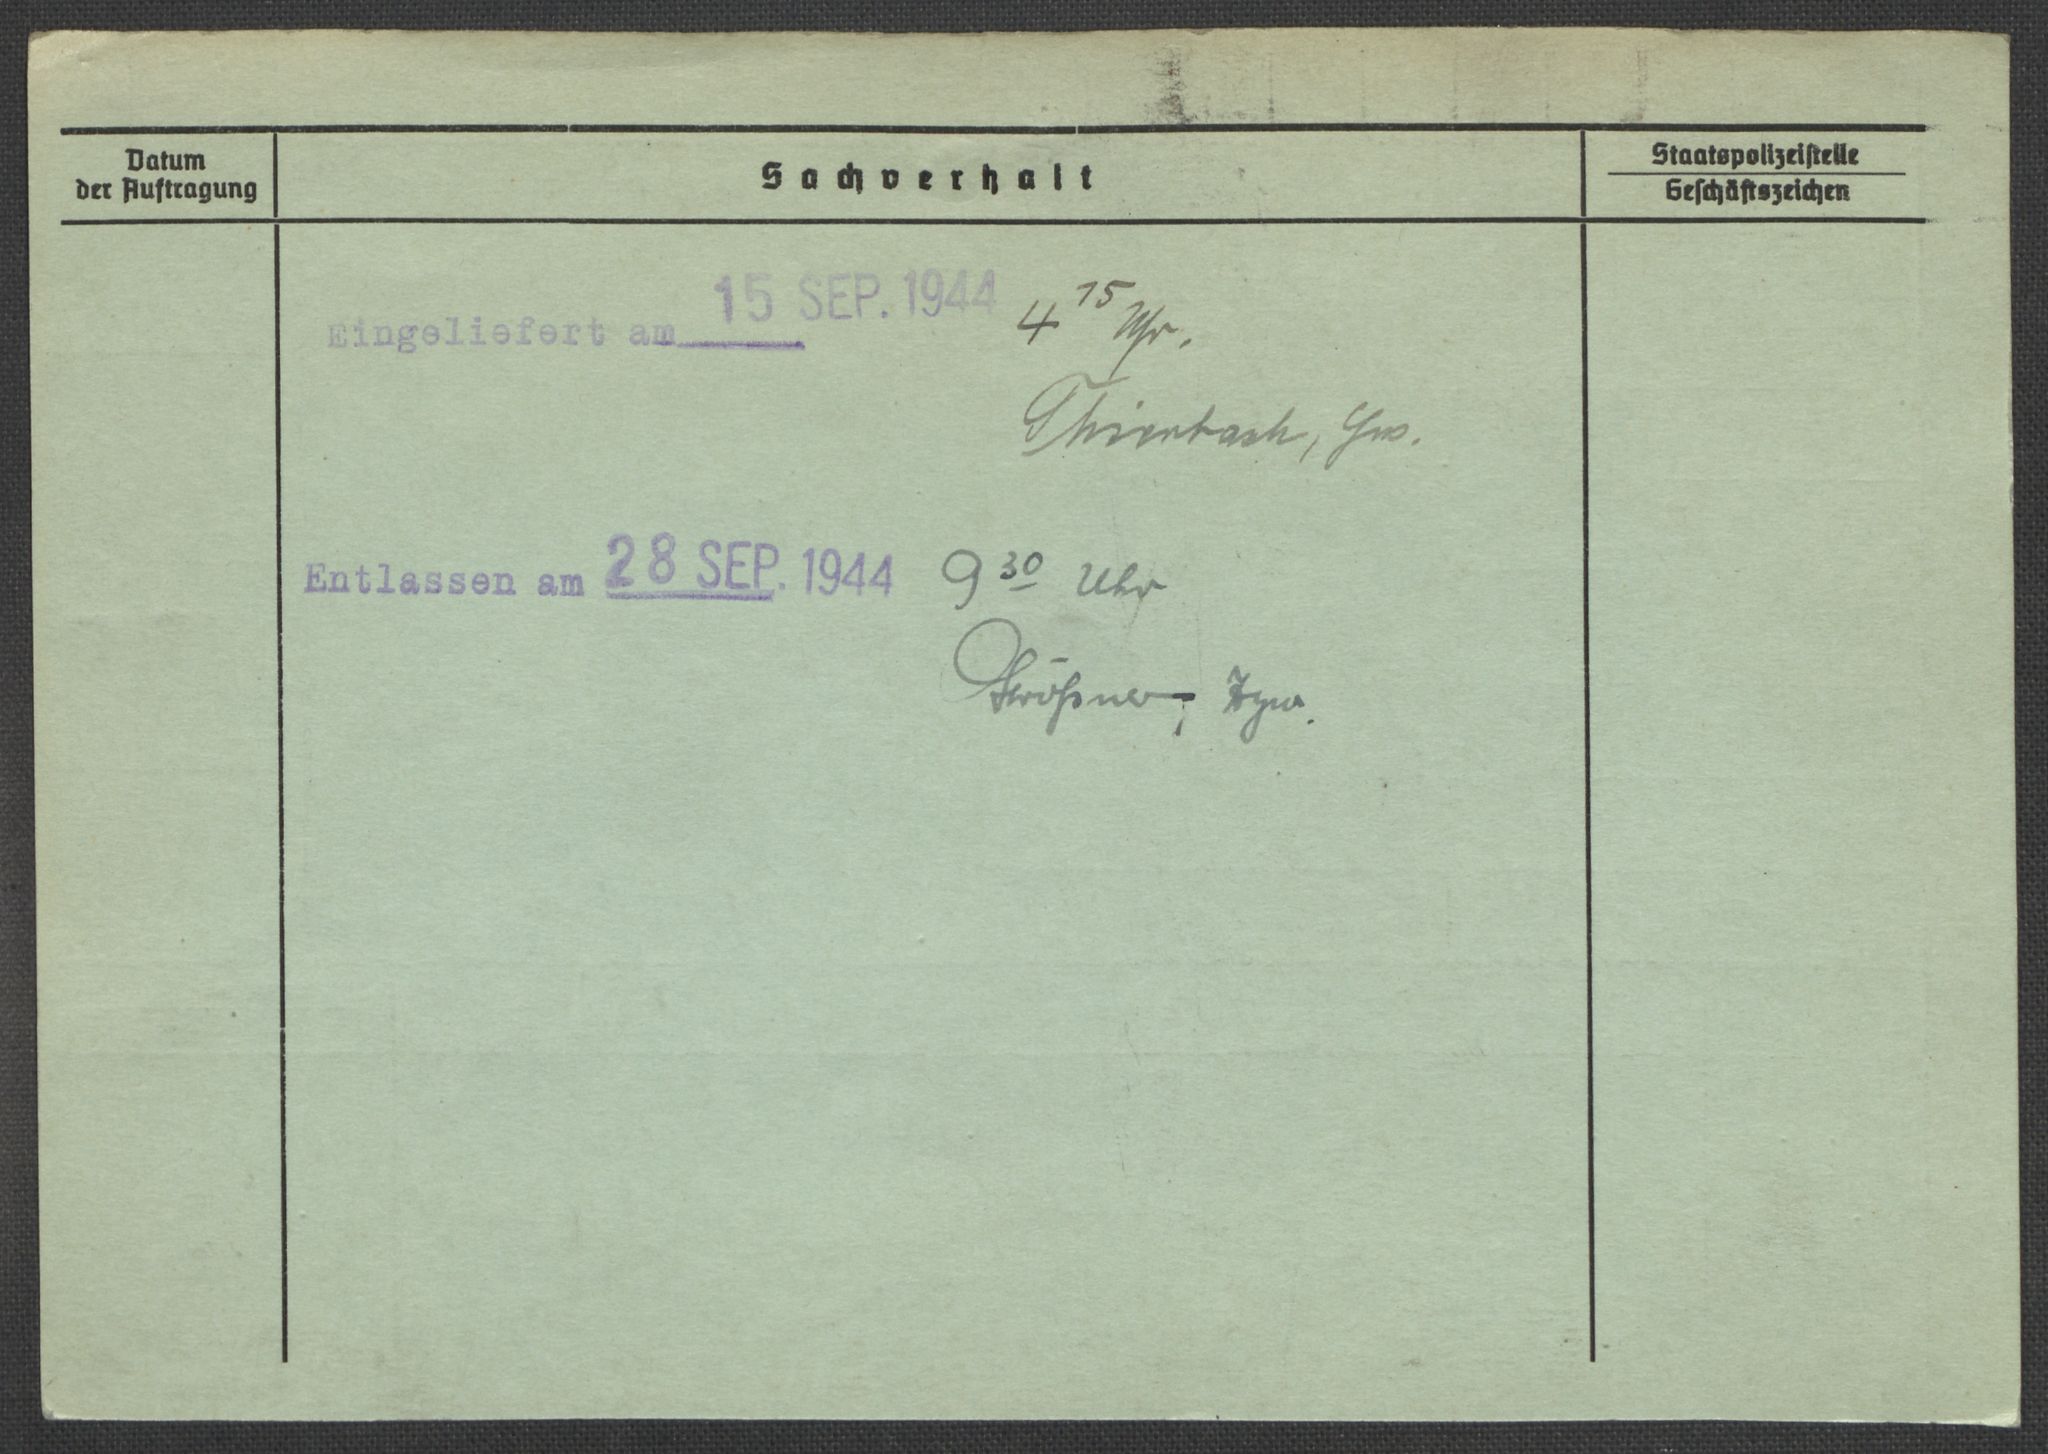 Datum
der Auftragung
Sachverhalt
Staatspolizeistelle
Geschäftszeichen
Eingeliefert am 15 SEP. 1944 4 15 Uhr.
Thierbach,
Entlassen am 28 SEP. 1944 9 30 Uhr